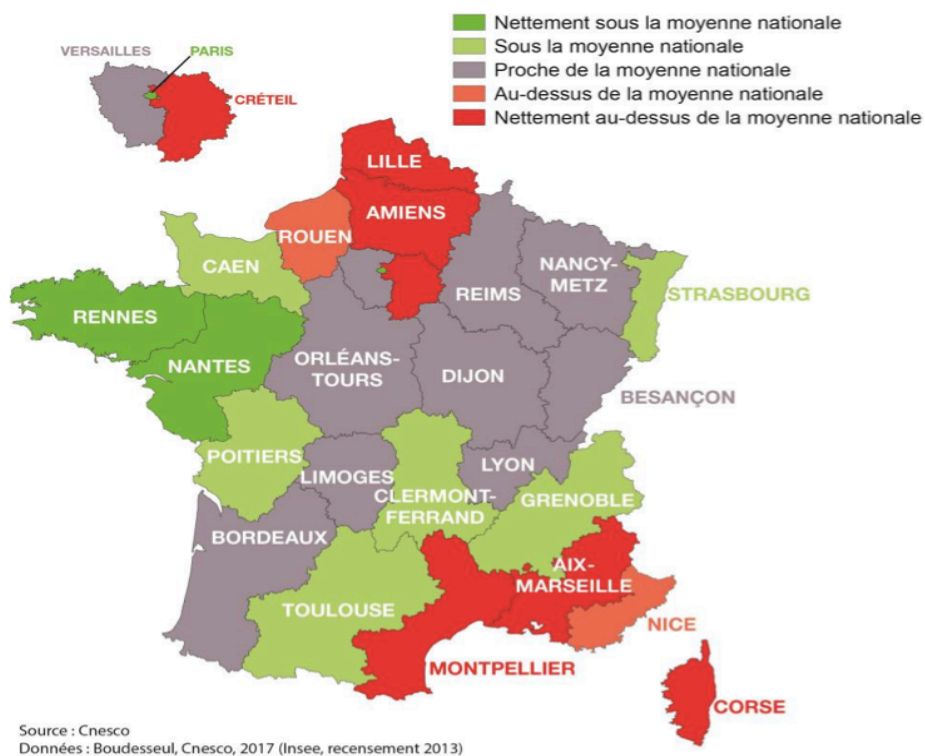 Nettement sous la moyenne nationale
Sous la moyenne nationale
Proche de la moyenne nationale
Au-dessus de la moyenne nationale
Nettement au-dessus de la moyenne nationale
VERSAILLES
PARIS
CRÉTEIL
LILLE
AMIENS
ROUEN
CAEN
REIMS
NANCY-
METZ
STRASBOURG
RENNES
NANTES
ORLÉANS-
TOURS
DIJON
BESANÇON
POITIERS
LIMOGES
CLERMONT-
FERRAND
LYON
GRENOBLE
BORDEAUX
AIX-
MARSEILLE
TOULOUSE
NICE
MONTPELLIER
CORSE
Source : Cnesco
Données : Boudesseul, Cnesco, 2017 (Insee, recensement 2013)